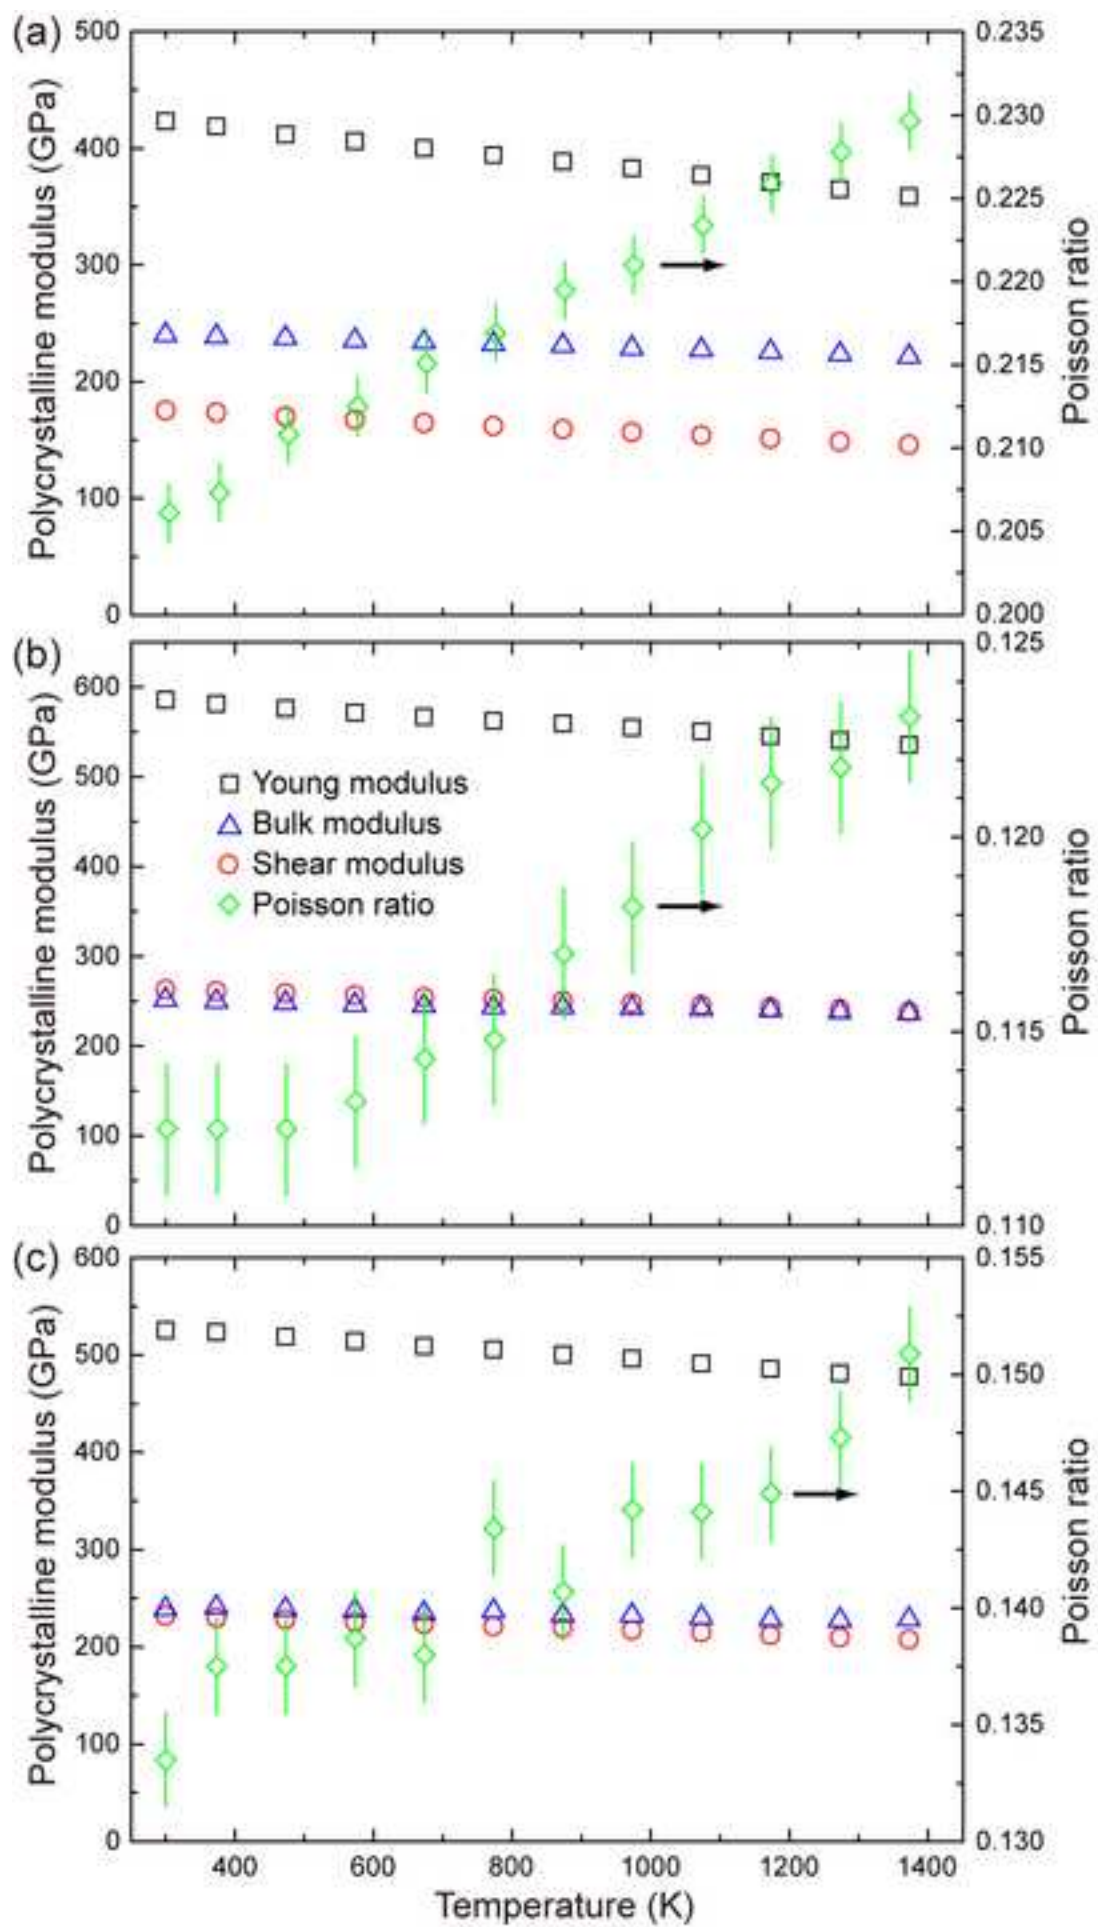 (a)
Polycrystalline modulus (GPa)
500
400
300
200
100
0
0.235
0.230
0.225
0.220
0.215
0.210
0.205
0.200
Poisson ratio
(b)
Polycrystalline modulus (GPa)
600
500
400
300
200
100
0
Young modulus
Bulk modulus
Shear modulus
Poisson ratio
0.125
0.120
0.115
0.110
Poisson ratio
(c)
Polycrystalline modulus (GPa)
600
500
400
300
200
100
0
0.155
0.150
0.145
0.140
0.135
0.130
Poisson ratio
400 600 800 1000 1200 1400
Temperature (K)